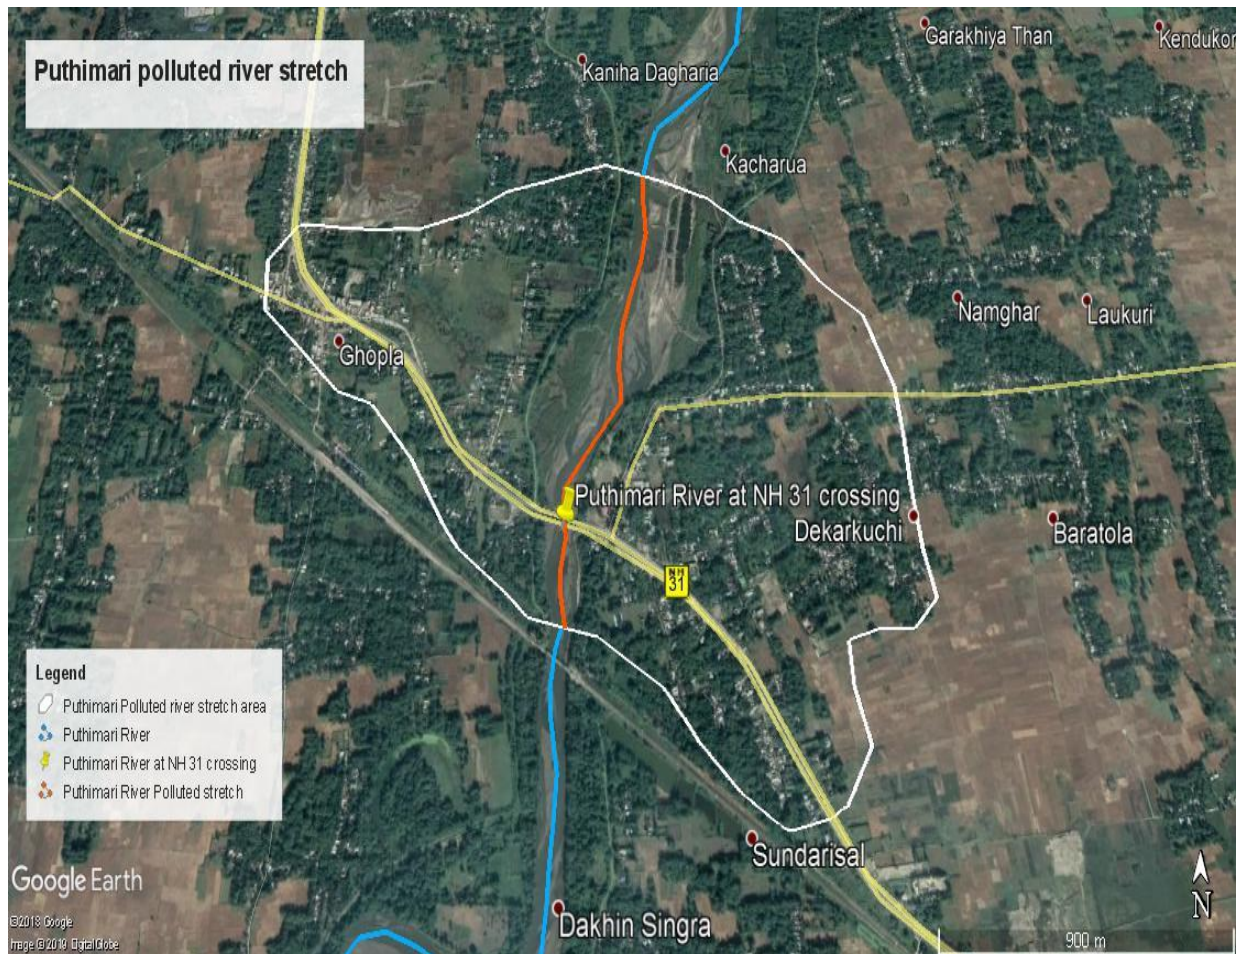 Puthimari polluted river stretch
Garakhiya Than
Kendukor
Kaniha Dagharia
Kacharua
Namghar
Laukuri
Ghopla
Puthimari River at NH 31 crossing
Dekarkuchi
Baratola
NH
31
Legend
Puthimari Polluted river stretch area
Puthimari River
Puthimari River at NH 31 crossing
Puthimari River Polluted stretch
Sundarisal
Google Earth
©2018 Google
Image ©2019 DigitalGlobe
Dakhin Singra
N
900 m